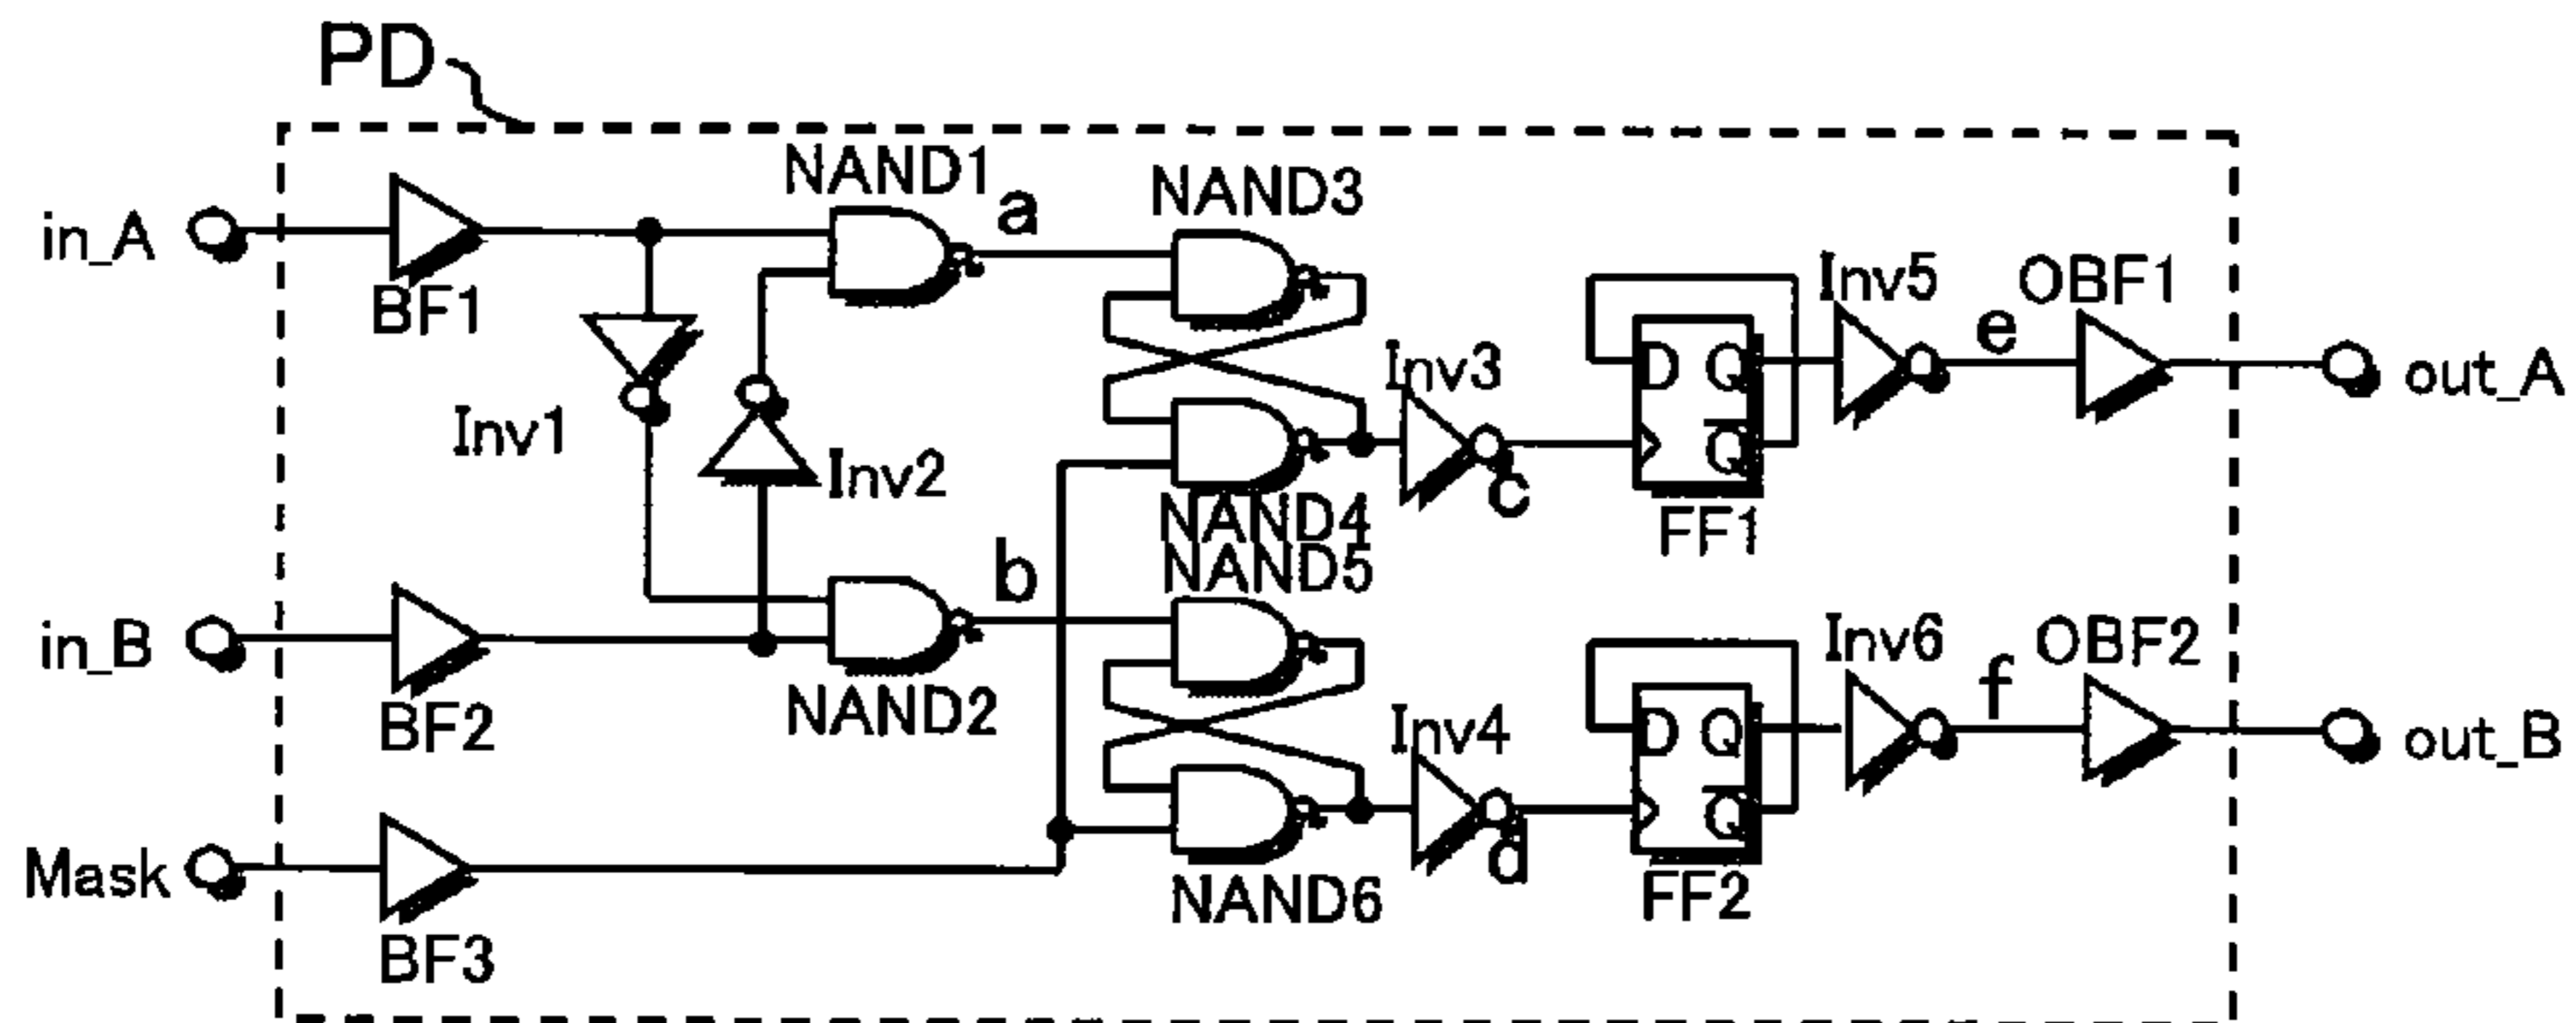 PD
NAND1
a
NAND3
in_A
BF1
Inv1
Inv2
Inv3
c
D
Q
Q
FF1
Inv5
e
OBF1
out_A
NAND4
NAND5
b
in_B
BF2
NAND2
Inv4
d
D
Q
Q
FF2
Inv6
f
OBF2
out_B
Mask
BF3
NAND6